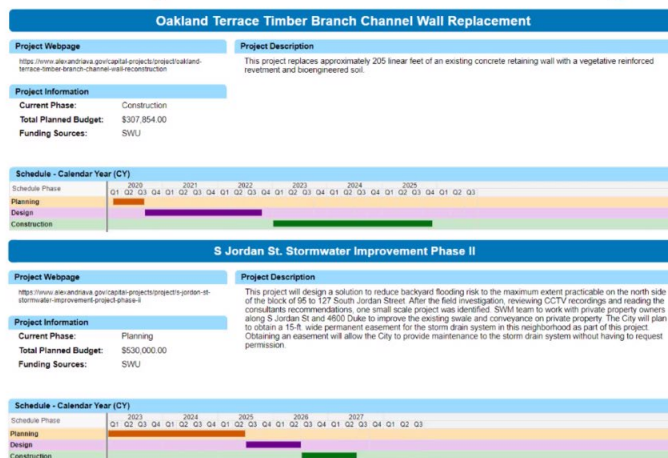 Oakland Terrace Timber Branch Channel Wall Replacement
Project Webpage
https://www.alexandriava.gov/capital-projects/project/oakland-
terrace-timber-branch-channel-wall-reconstruction
Project Description
This project replaces approximately 205 linear feet of an existing concrete retaining wall with a vegetative reinforced
revetment and bioengineered soil.
Project Information
Current Phase: Construction
Total Planned Budget: $307,854.00
Funding Sources: SWU
Schedule - Calendar Year (CY)
2020 2021 2022 2023 2024 2025
Schedule Phase Q1 Q2 Q3 Q4 Q1 Q2 Q3 Q4 Q1 Q2 Q3 Q4 Q1 Q2 Q3 Q4 Q1 Q2 Q3 Q4 Q1 Q2 Q3 Q4 Q1 Q2 Q3
Planning
Design
Construction
S Jordan St. Stormwater Improvement Phase II
Project Webpage
https://www.alexandriava.gov/capital-projects/project/s-jordon-st-
stormwater-improvement-project-phase-ii
Project Description
This project will design a solution to reduce backyard flooding risk to the maximum extent practicable on the north side
of the block of 95 to 127 South Jordan Street. After the field investigation, reviewing CCTV recordings and reading the
consultants recommendations, one small scale project was identified. SWM team to work with private property owners
along S Jordan St and 4600 Duke to improve the existing swale and conveyance on private property. The City will plan
to obtain a 15-ft. wide permanent easement for the storm drain system in this neighborhood as part of this project.
Obtaining an easement will allow the City to provide maintenance to the storm drain system without having to request
permission.
Project Information
Current Phase: Planning
Total Planned Budget: $530,000.00
Funding Sources: SWU
Schedule - Calendar Year (CY)
2023 2024 2025 2026 2027
Schedule Phase Q1 Q2 Q3 Q4 Q1 Q2 Q3 Q4 Q1 Q2 Q3 Q4 Q1 Q2 Q3 Q4 Q1 Q2 Q3 Q4 Q1 Q2 Q3
Planning
Design
Construction